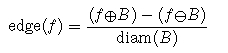 edge(f) = (f⊕B) − (f⊖B) / diam(B)